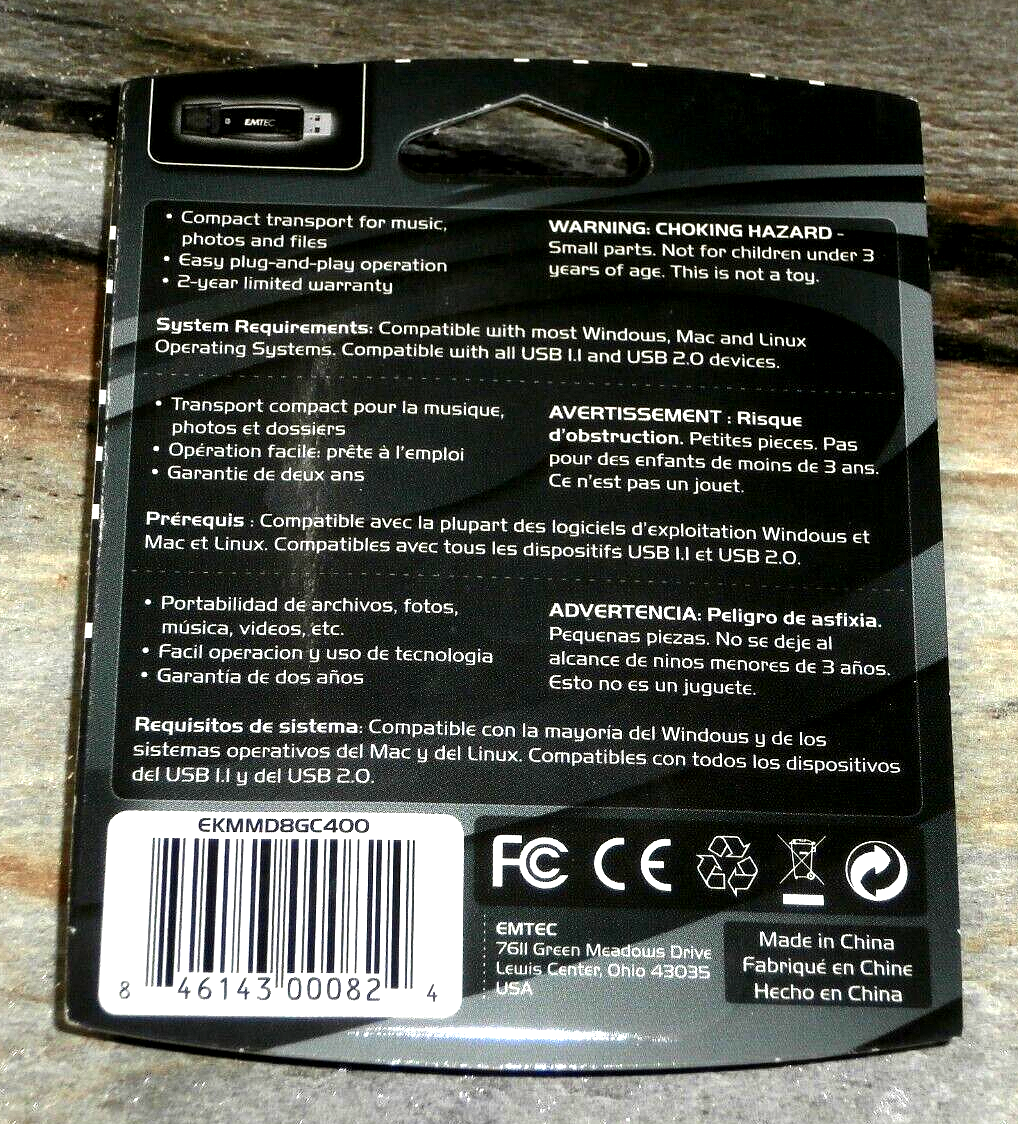 EMTEC
• Compact transport for music,
photos and files
• Easy plug-and-play operation
• 2-year limited warranty
WARNING: CHOKING HAZARD -
Small parts. Not for children under 3
years of age. This is not a toy.
System Requirements: Compatible with most Windows, Mac and Linux
Operating Systems. Compatible with all USB 1.1 and USB 2.0 devices.
• Transport compact pour la musique,
photos et dossiers
• Opération facile: prête à l'emploi
• Garantie de deux ans
AVERTISSEMENT : Risque
d'obstruction. Petites pieces. Pas
pour des enfants de moins de 3 ans.
Ce n'est pas un jouet.
Prérequis : Compatible avec la plupart des logiciels d'exploitation Windows et
Mac et Linux. Compatibles avec tous les dispositifs USB 1.1 et USB 2.0.
• Portabilidad de archivos, fotos,
música, videos, etc.
• Facil operacion y uso de tecnologia
• Garantía de dos años
ADVERTENCIA: Peligro de asfixia.
Pequenas piezas. No se deje al
alcance de ninos menores de 3 años.
Esto no es un juguete.
Requisitos de sistema: Compatible con la mayoría del Windows y de los
sistemas operativos del Mac y del Linux. Compatibles con todos los dispositivos
del USB 1.1 y del USB 2.0.
EKMMD8GC400
8 46143 00082 4
FC CE
EMTEC
7611 Green Meadows Drive
Lewis Center, Ohio 43035
USA
Made in China
Fabriqué en Chine
Hecho en China